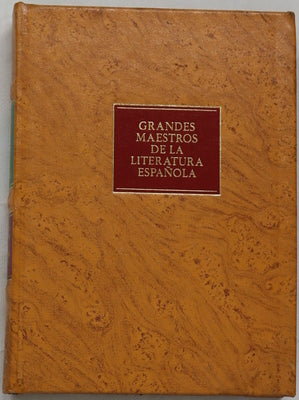 GRANDES
MAESTROS
DE LA
LITERATURA
ESPAÑOLA